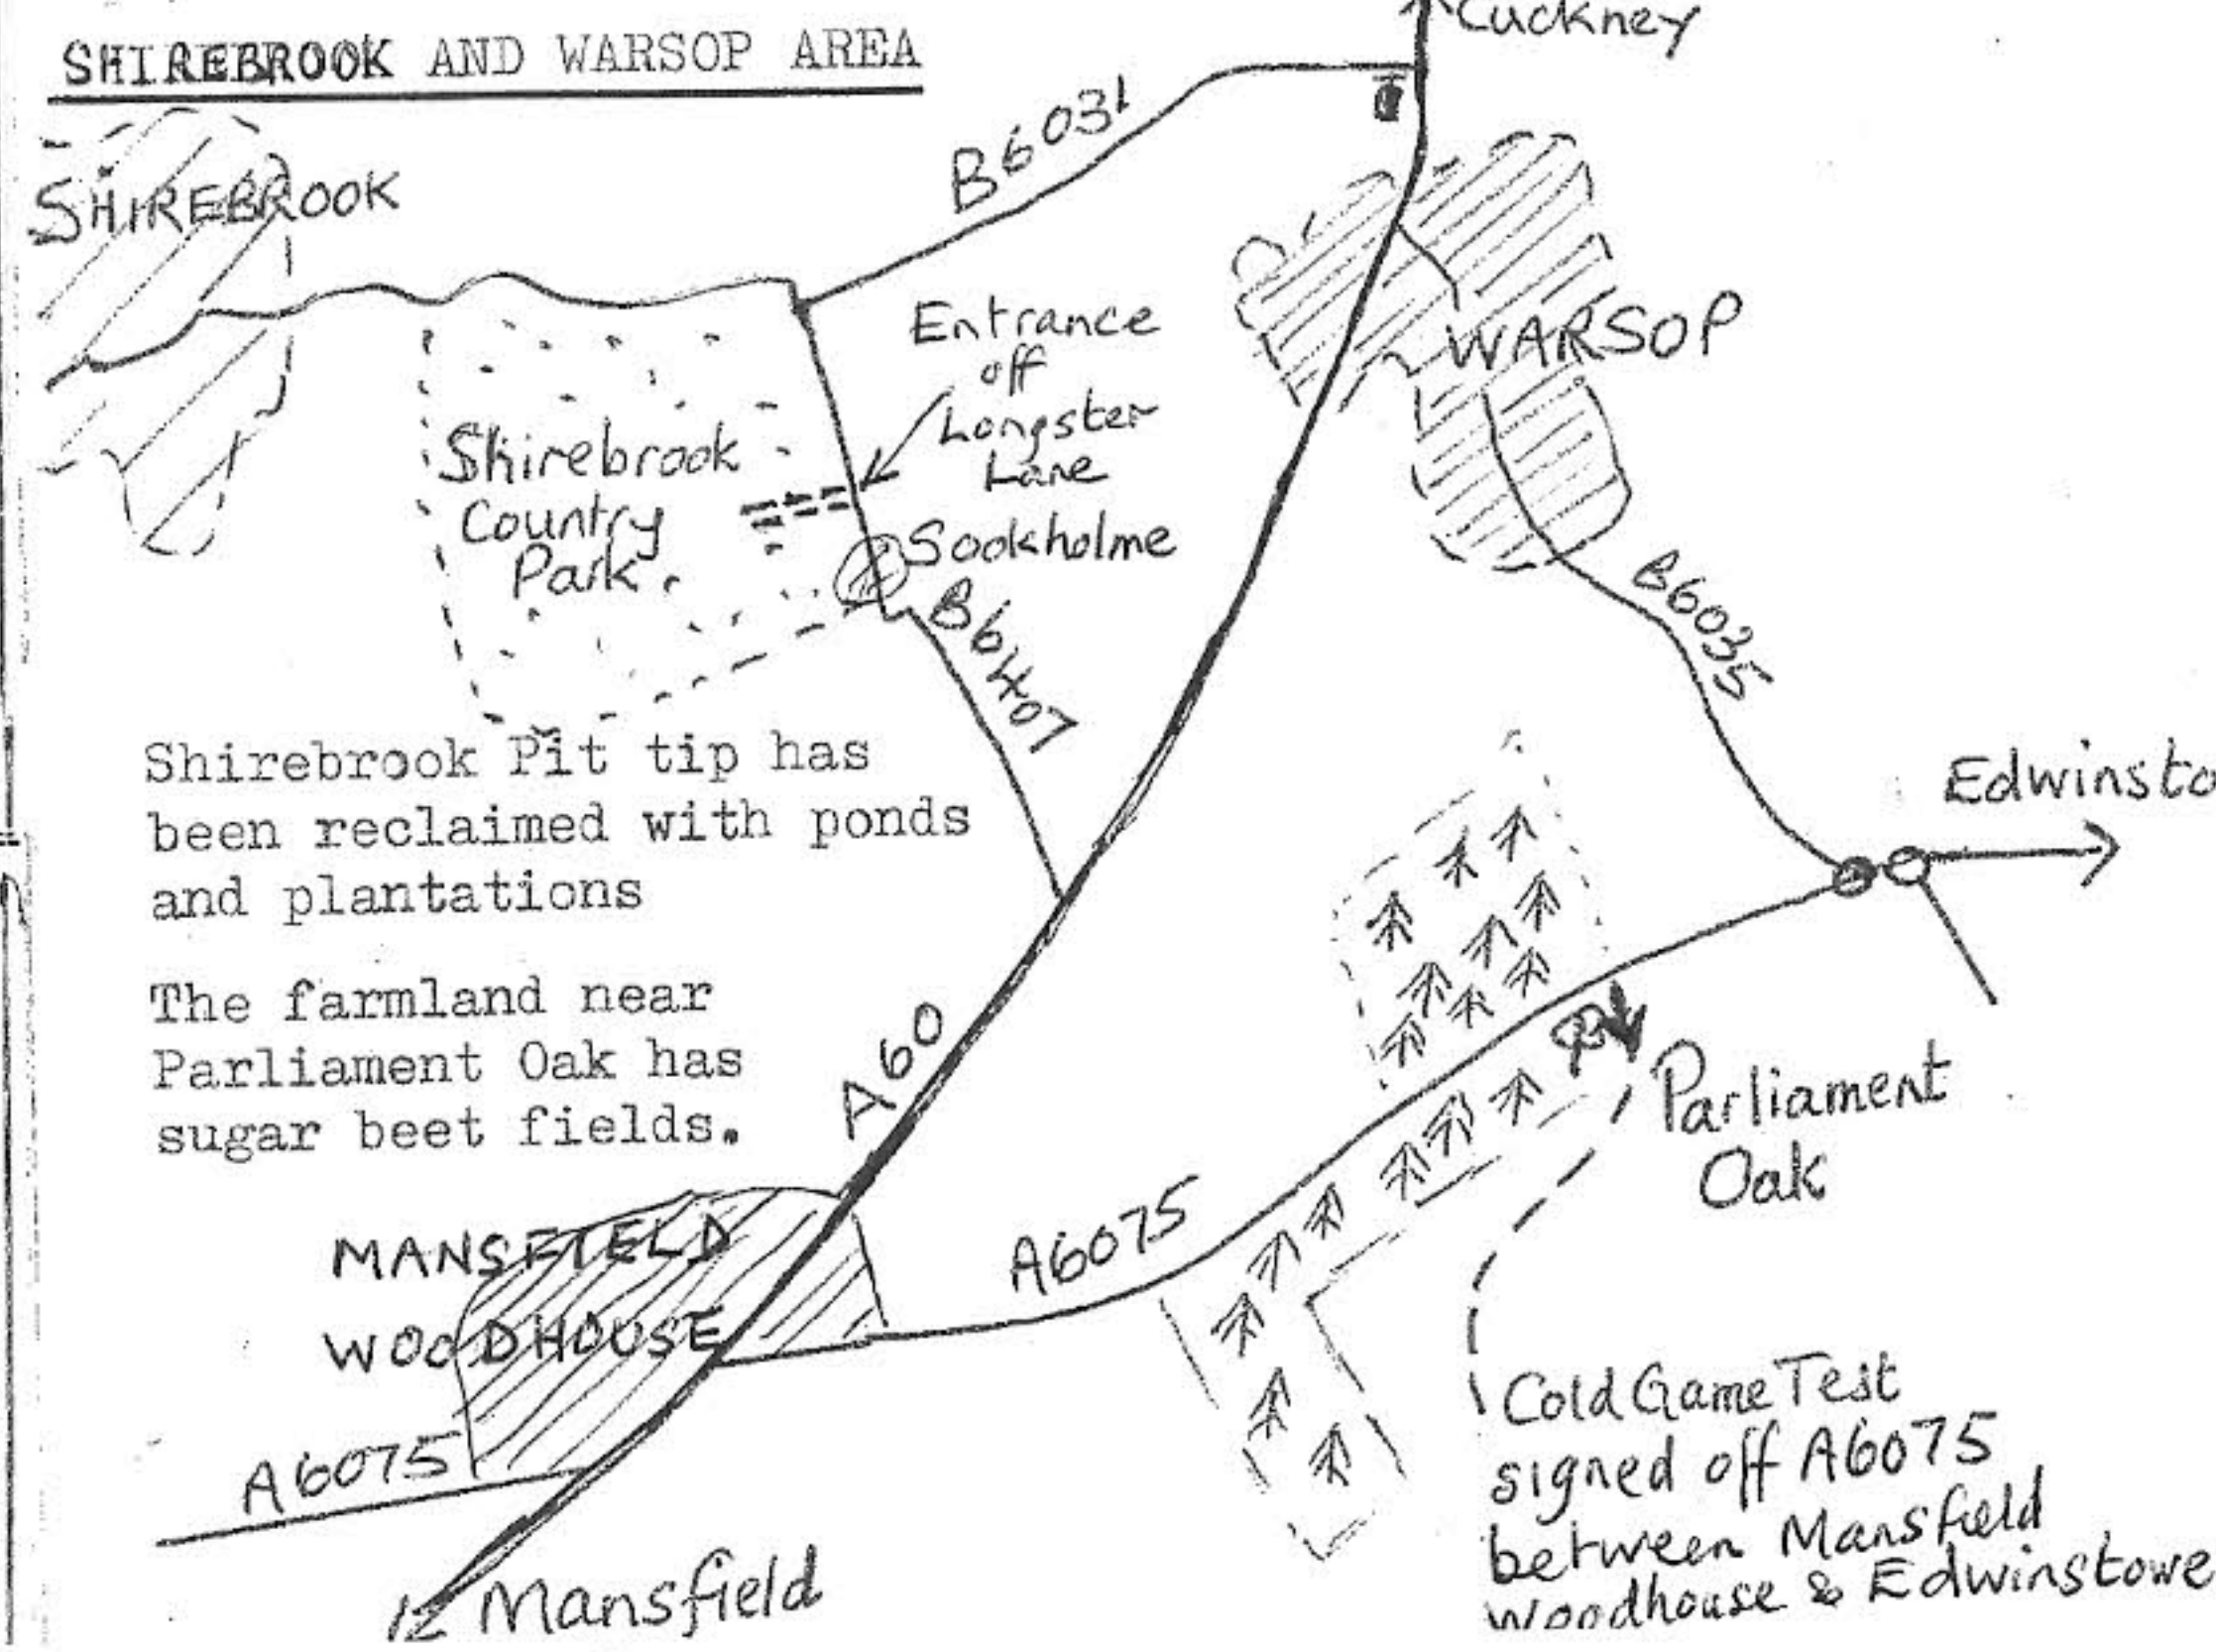 SHIREBROOK AND WARSOP AREA
Cuckney
B6031
SHIREBROOK
Entrance
off
Longster
Lane
WARSOP
Shirebrook
Country
Park.
Sookholme
B6407
B6035
Shirebrook Pit tip has
been reclaimed with ponds
and plantations
Edwinsto
The farmland near
Parliament Oak has
sugar beet fields.
A60
Parliament
Oak
MANSFIELD
WOODHOUSE
A6075
A6075
Cold Game Test
signed off A6075
between Mansfield
Woodhouse & Edwinstowe
Mansfield